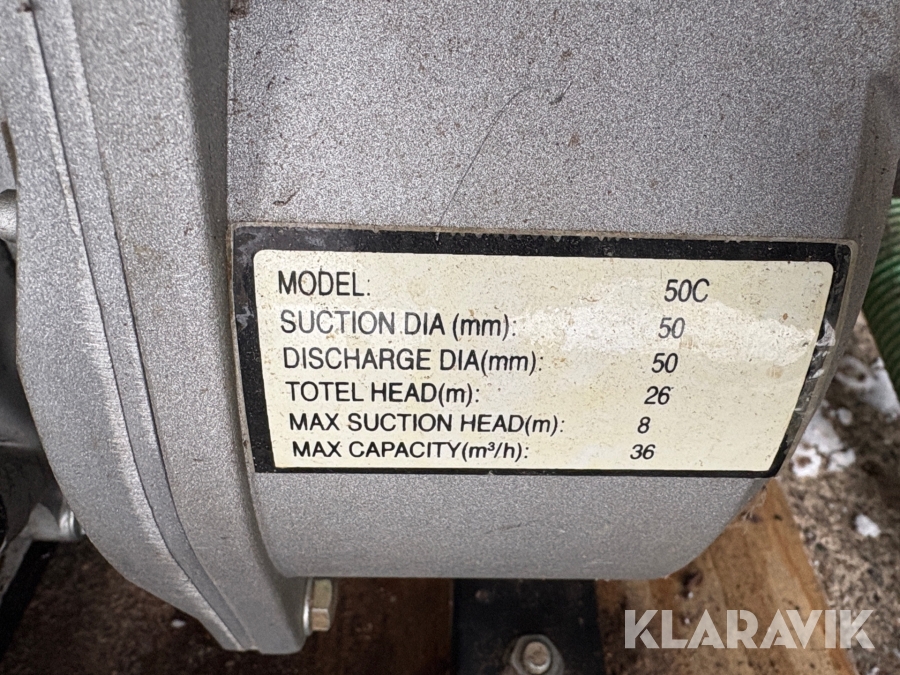 MODEL: 50C
SUCTION DIA (mm): 50
DISCHARGE DIA(mm): 50
TOTEL HEAD(m): 26
MAX SUCTION HEAD(m): 8
MAX CAPACITY(m³/h): 36
KLARAVIK